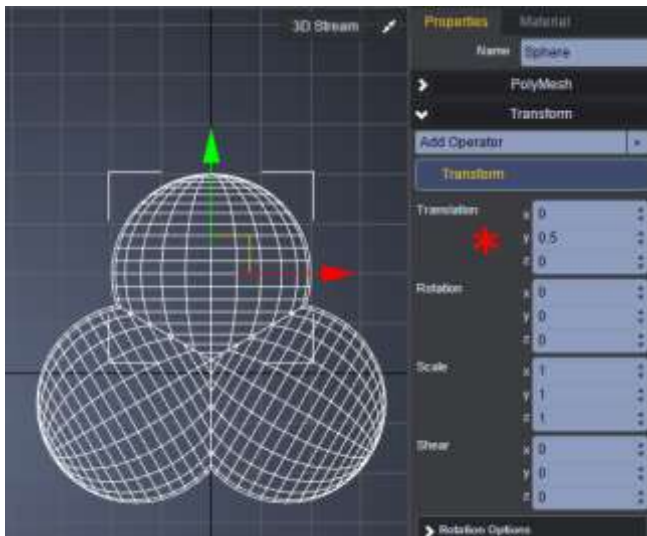 3D Stream
Properties Material
Name Sphere
PolyMesh
Transform
Add Operator
Transform
Translation x 0
y 0.5
z 0
Rotation x 0
y 0
z 0
Scale x 1
y 1
z 1
Shear x 0
y 0
z 0
Rotation Options